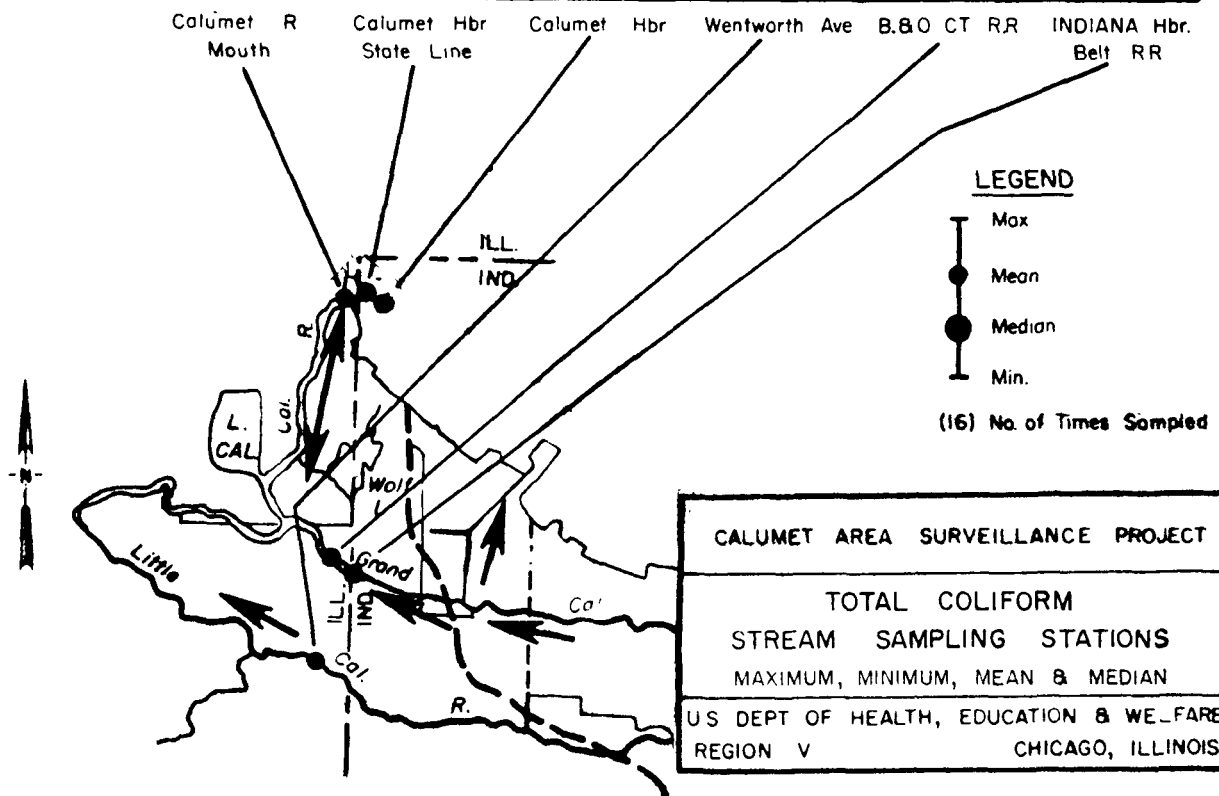 Calumet R
Mouth
Calumet Hbr
State Line
Calumet Hbr
Wentworth Ave
B.&O CT R.R
INDIANA Hbr.
Belt RR
LEGEND
Max
Mean
Median
Min.
(16) No. of Times Sampled
ILL.
IND.
R
Cal.
L.
CAL
N
Wolf
Little
Grand
Cal
ILL
IND.
Cal.
R.
CALUMET AREA SURVEILLANCE PROJECT
TOTAL COLIFORM
STREAM SAMPLING STATIONS
MAXIMUM, MINIMUM, MEAN & MEDIAN
U S DEPT OF HEALTH, EDUCATION & WELFARE
REGION V CHICAGO, ILLINOIS